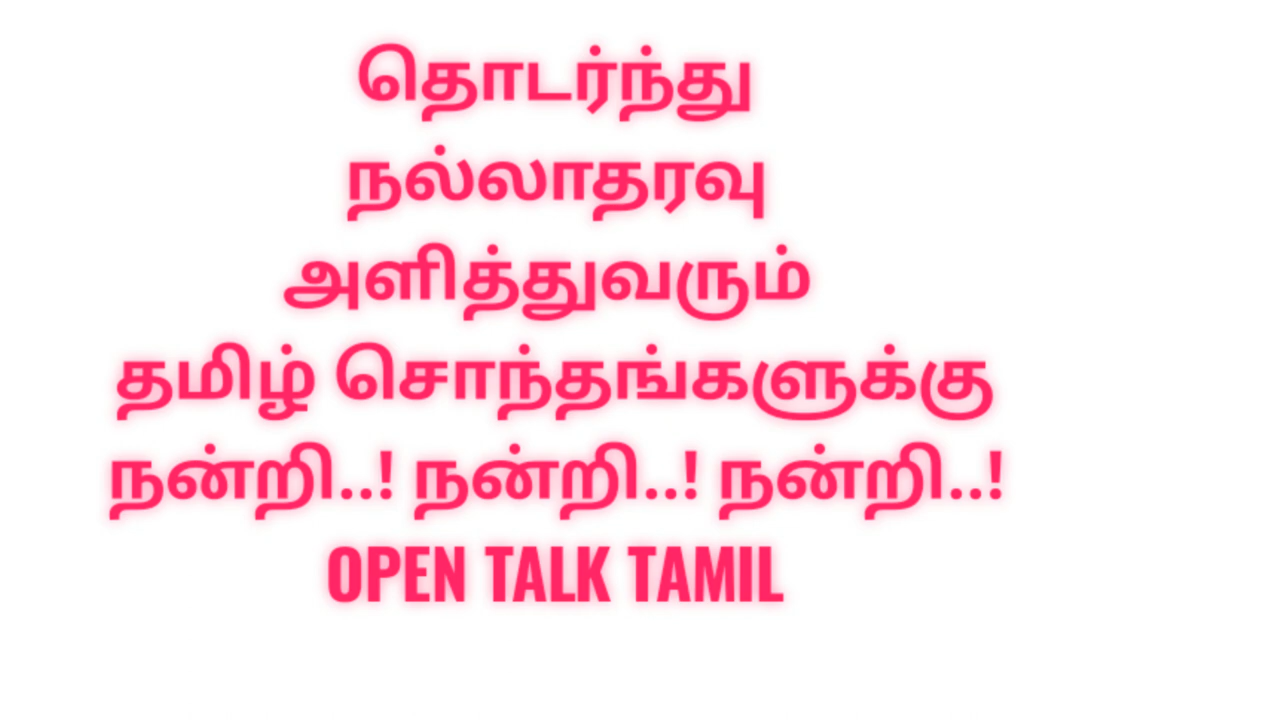 தொடர்ந்து
நல்லாதரவு
அளித்துவரும்
தமிழ் சொந்தங்களுக்கு
நன்றி..! நன்றி..! நன்றி..!
OPEN TALK TAMIL